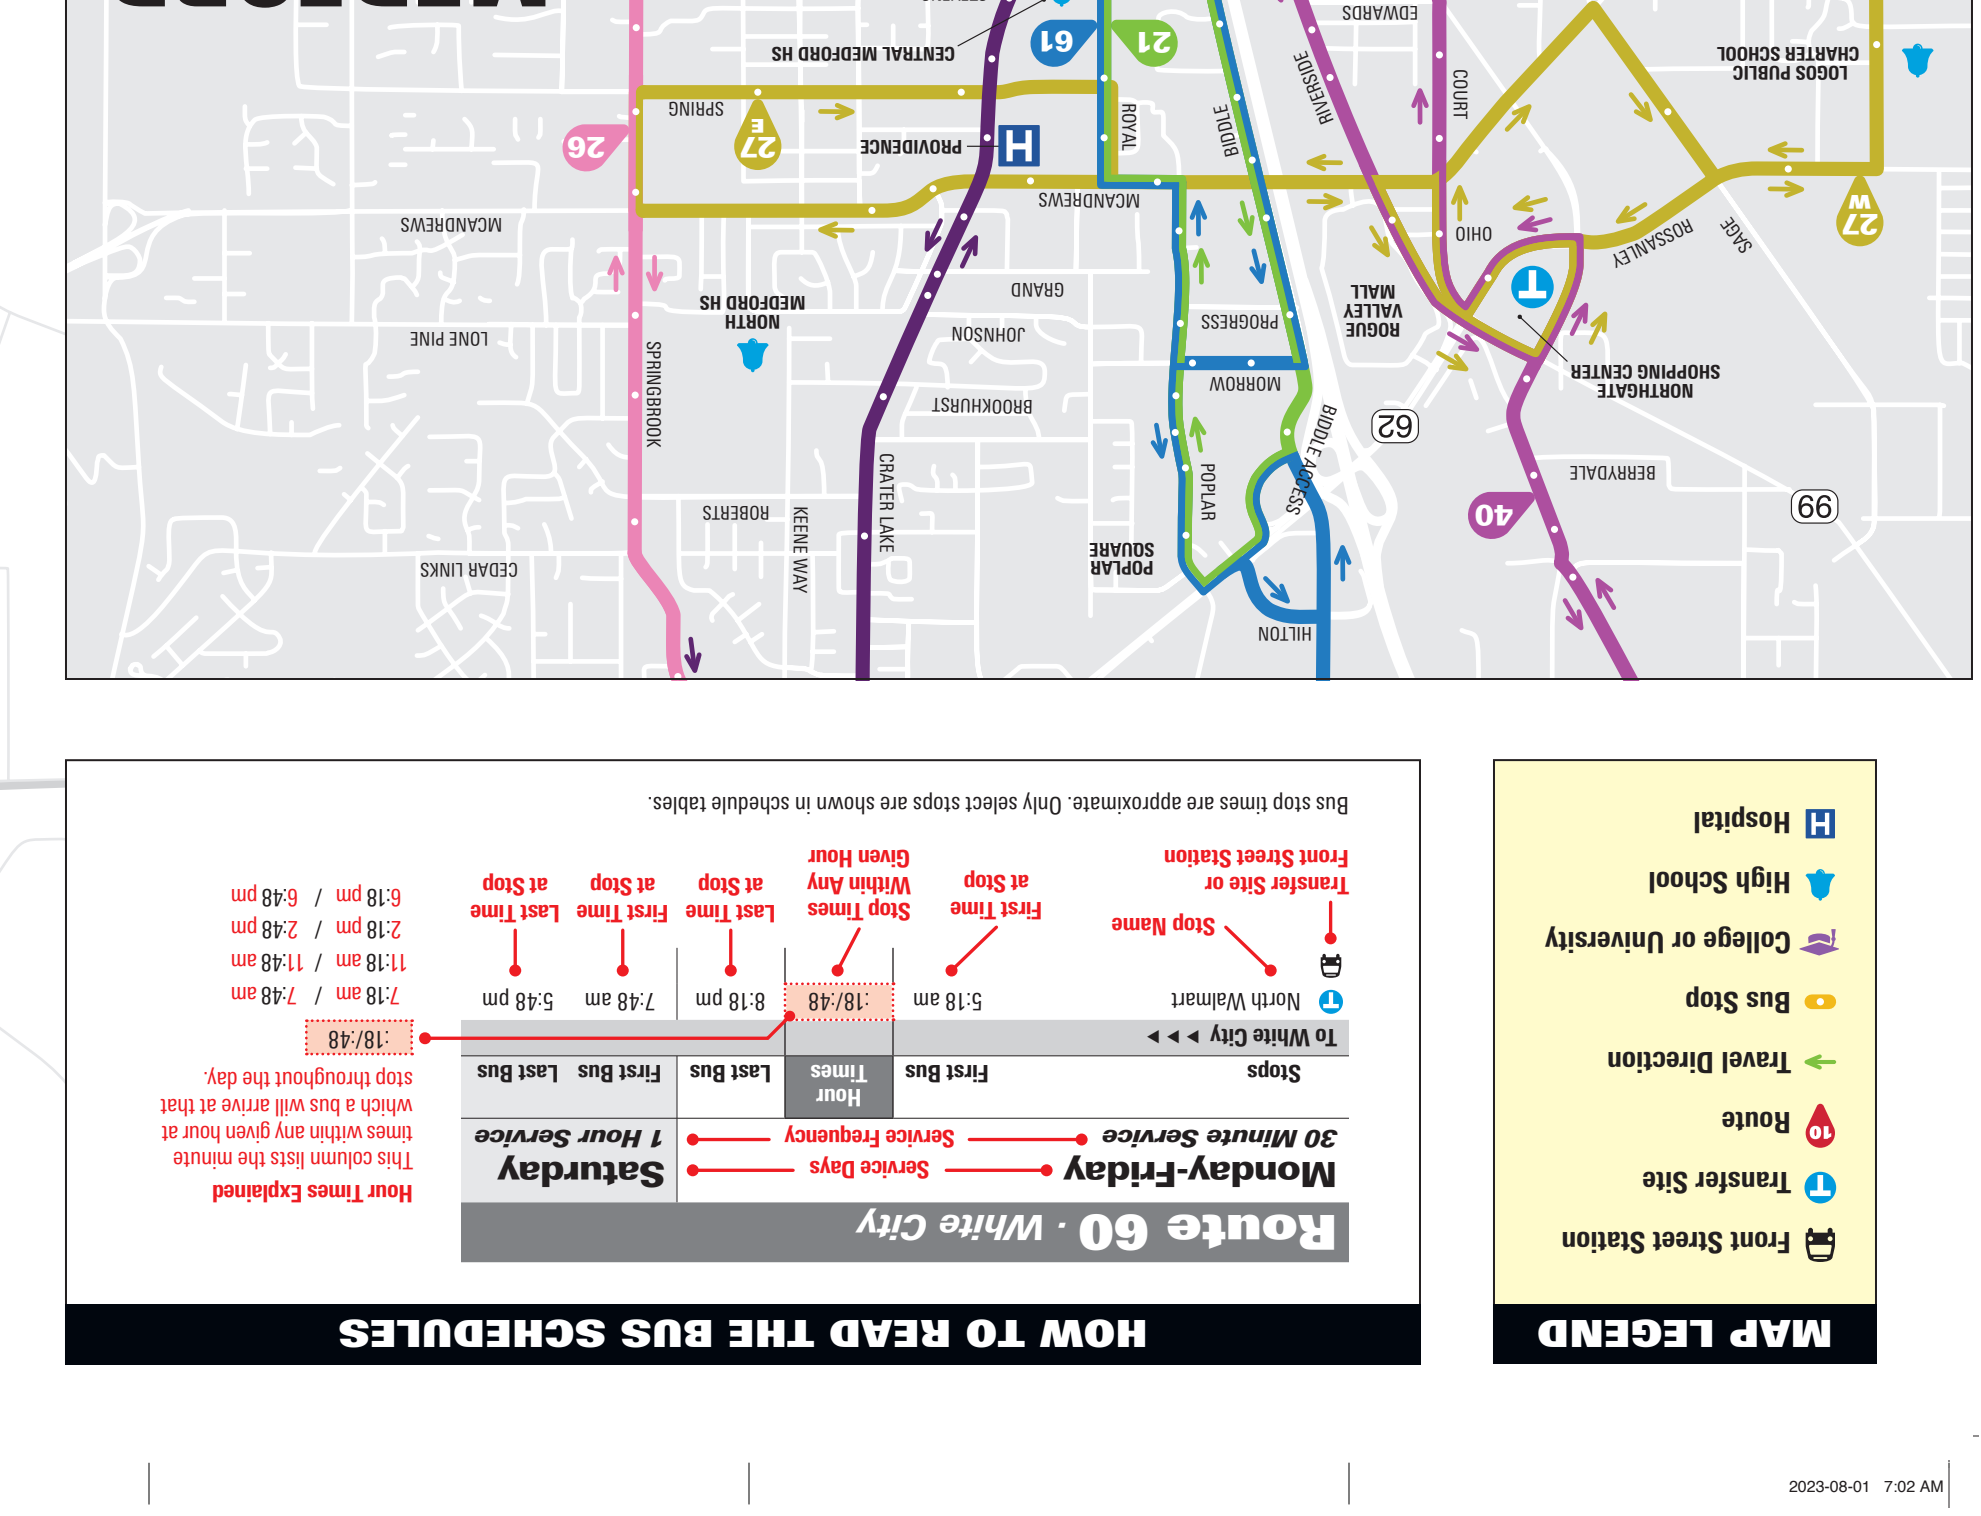 MAP LEGEND
Front Street Station
Transfer Site
10
Route
Travel Direction
Bus Stop
College or University
High School
H
Hospital
HOW TO READ THE BUS SCHEDULES
Route 60 · White City
Monday-Friday
Service Days
Saturday
30 Minute Service
Service Frequency
1 Hour Service
Stops
First Bus
Hour
Times
Last Bus
First Bus
Last Bus
To White City
T
North Walmart
5:18 am
:18/:48
8:18 pm
7:48 am
5:48 pm
Stop Name
Transfer Site or
Front Street Station
First Time
at Stop
Stop Times
Within Any
Given Hour
Last Time
at Stop
First Time
at Stop
Last Time
at Stop
Hour Times Explained
This column lists the minute
times within any given hour at
which a bus will arrive at that
stop throughout the day.
:18/:48
7:18 am / 7:48 am
11:18 am / 11:48 am
2:18 pm / 2:48 pm
6:18 pm / 6:48 pm
Bus stop times are approximate. Only select stops are shown in schedule tables.
HILTON
CEDAR LINKS
POPLAR
SQUARE
KEENE WAY
ROBERTS
CRATER LAKE
POPLAR
BIDDLE ACCESS
40
99
BERRYDALE
62
BROOKHURST
SPRINGBROOK
MORROW
NORTHGATE
SHOPPING CENTER
LONE PINE
NORTH
MEDFORD HS
JOHNSON
PROGRESS
ROGUE
VALLEY
MALL
T
GRAND
MCANDREWS
MCANDREWS
OHIO
ROSSANLEY
SAGE
27
W
26
27
E
PROVIDENCE
H
SPRING
ROYAL
BIDDLE
RIVERSIDE
COURT
CENTRAL MEDFORD HS
61
21
LOGOS PUBLIC
CHARTER SCHOOL
EDWARDS
2023-08-01 7:02 AM